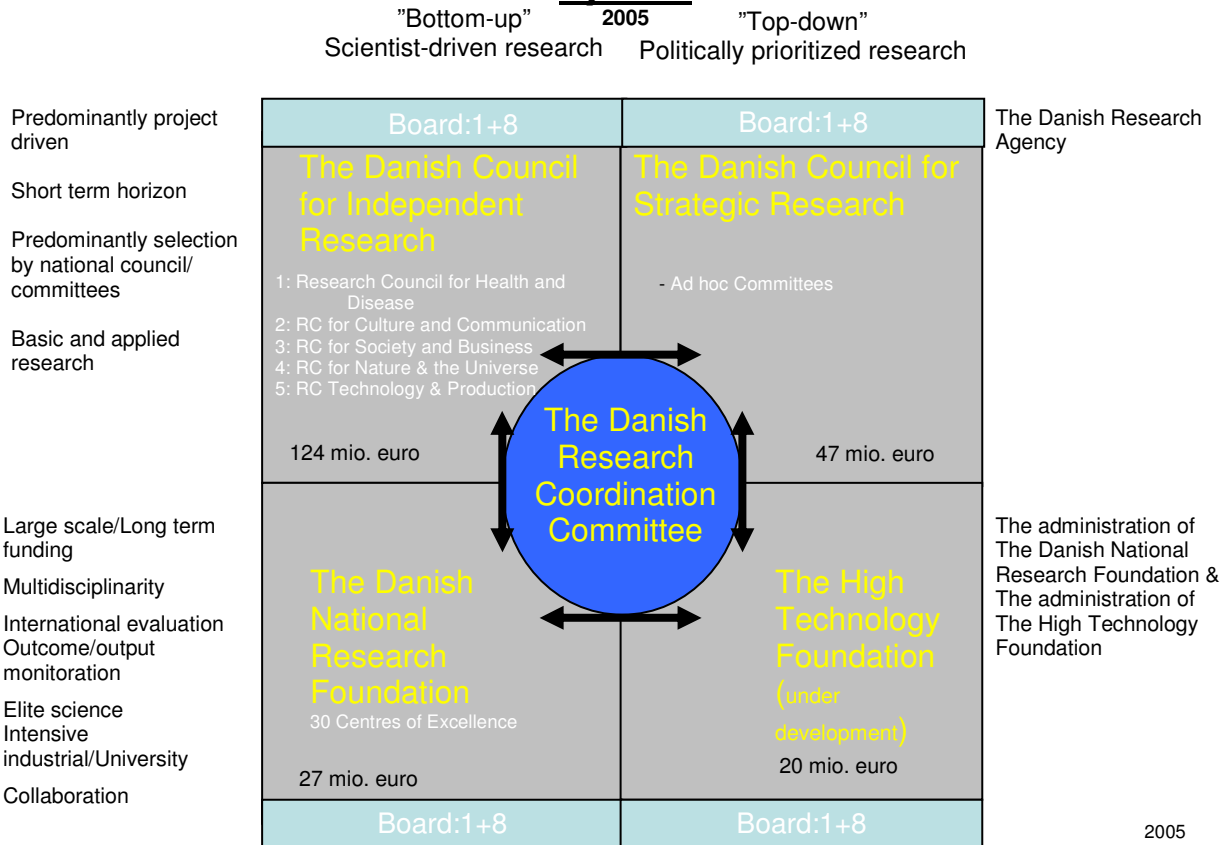 "Bottom-up"
Scientist-driven research
2005
"Top-down"
Politically prioritized research
Predominantly project
driven
Short term horizon
Predominantly selection
by national council/
committees
Basic and applied
research
Board:1+8
The Danish Council
for Independent
Research
1: Research Council for Health and
Disease
2: RC for Culture and Communication
3: RC for Society and Business
4: RC for Nature & the Universe
5: RC Technology & Production
124 mio. euro
Board:1+8
The Danish Council for
Strategic Research
- Ad hoc Committees
47 mio. euro
The Danish Research
Agency
The Danish
Research
Coordination
Committee
Large scale/Long term
funding
Multidisciplinarity
International evaluation
Outcome/output
monitoration
Elite science
Intensive
industrial/University
Collaboration
The Danish
National
Research
Foundation
30 Centres of Excellence
27 mio. euro
Board:1+8
The High
Technology
Foundation
(under
development)
20 mio. euro
Board:1+8
The administration of
The Danish National
Research Foundation &
The administration of
The High Technology
Foundation
2005